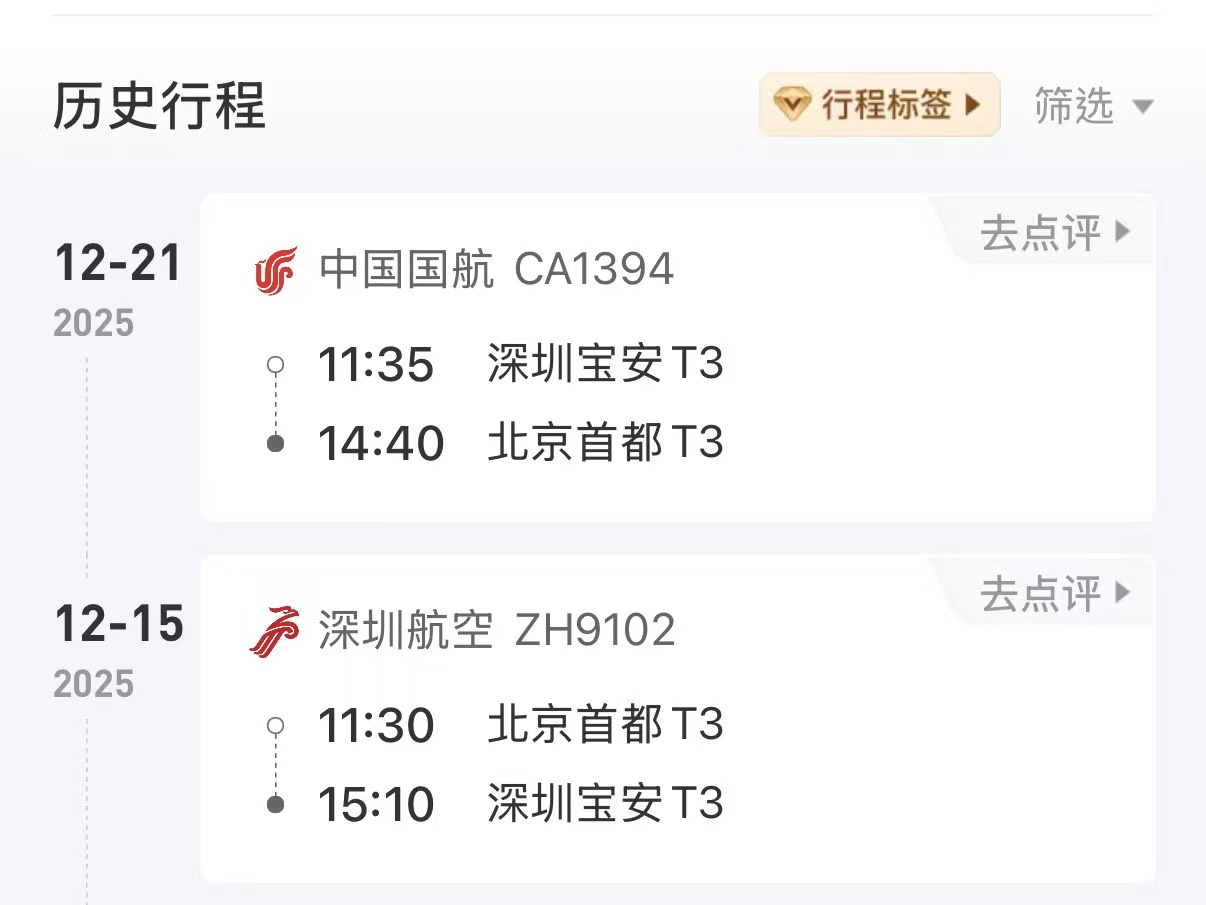 历史行程
行程标签
筛选
12-21
2025
去点评
中国国航 CA1394
11:35 深圳宝安T3
14:40 北京首都T3
12-15
2025
去点评
深圳航空 ZH9102
11:30 北京首都T3
15:10 深圳宝安T3